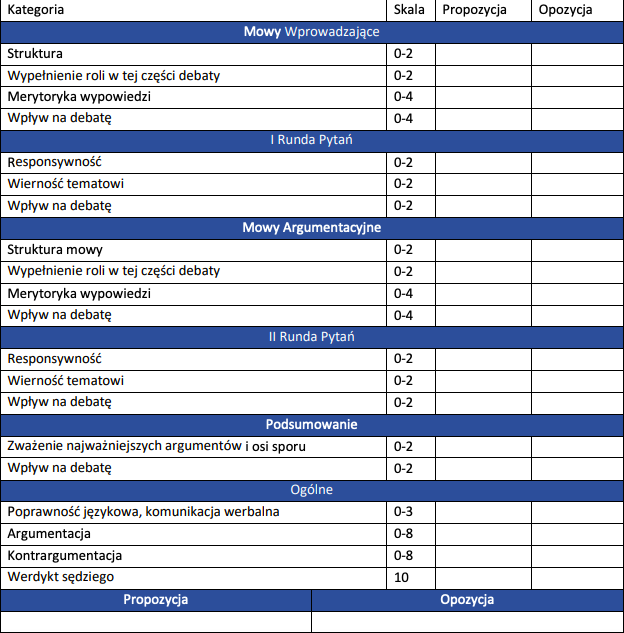 Kategoria Skala Propozycja Opozycja
Mowy Wprowadzające
Struktura 0-2
Wypełnienie roli w tej części debaty 0-2
Merytoryka wypowiedzi 0-4
Wpływ na debatę 0-4
I Runda Pytań
Responsywność 0-2
Wierność tematowi 0-2
Wpływ na debatę 0-2
Mowy Argumentacyjne
Struktura mowy 0-2
Wypełnienie roli w tej części debaty 0-2
Merytoryka wypowiedzi 0-4
Wpływ na debatę 0-4
II Runda Pytań
Responsywność 0-2
Wierność tematowi 0-2
Wpływ na debatę 0-2
Podsumowanie
Zważenie najważniejszych argumentów i osi sporu 0-2
Wpływ na debatę 0-2
Ogólne
Poprawność językowa, komunikacja werbalna 0-3
Argumentacja 0-8
Kontrargumentacja 0-8
Werdykt sędziego 10
Propozycja Opozycja